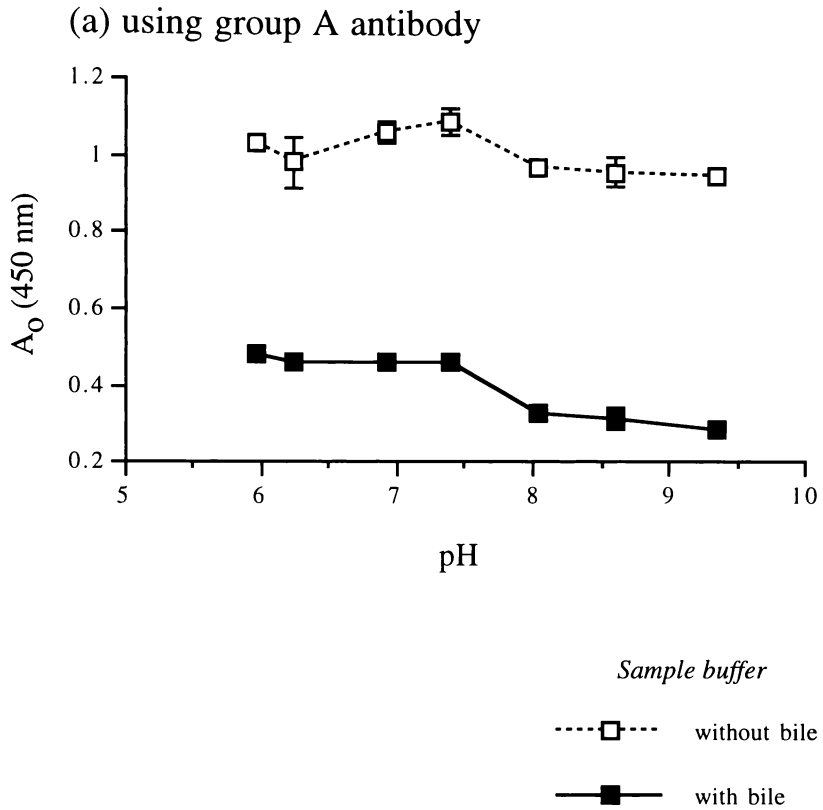 (a) using group A antibody
1.2
1
0.8
0.6
0.4
0.2
A₀ (450 nm)
5 6 7 8 9 10
pH
Sample buffer
without bile
with bile